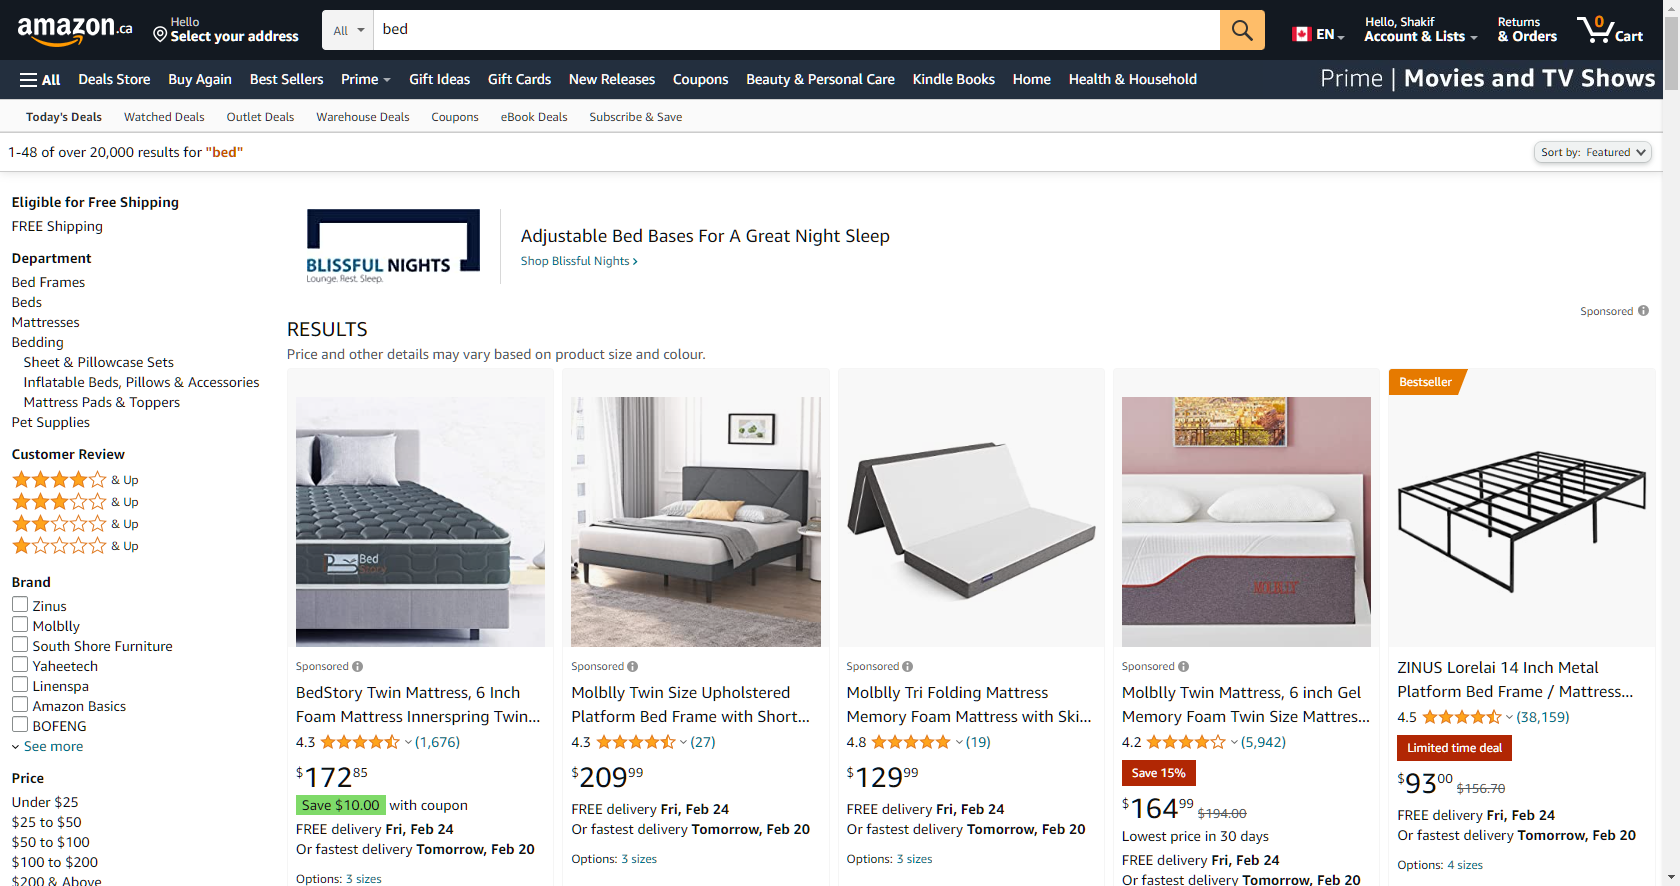 amazon.ca
Hello
Select your address
All
bed
EN
Hello, Shakif
Account & Lists
Returns
& Orders
0
Cart
All
Deals Store
Buy Again
Best Sellers
Prime
Gift Ideas
Gift Cards
New Releases
Coupons
Beauty & Personal Care
Kindle Books
Home
Health & Household
Prime | Movies and TV Shows
Today's Deals
Watched Deals
Outlet Deals
Warehouse Deals
Coupons
eBook Deals
Subscribe & Save
1-48 of over 20,000 results for "bed"
Sort by: Featured
Eligible for Free Shipping
FREE Shipping
Department
Bed Frames
Beds
Mattresses
Bedding
Sheet & Pillowcase Sets
Inflatable Beds, Pillows & Accessories
Mattress Pads & Toppers
Pet Supplies
Customer Review
& Up
& Up
& Up
& Up
Brand
Zinus
Molblly
South Shore Furniture
Yaheetech
Linenspa
Amazon Basics
BOFENG
See more
Price
Under $25
$25 to $50
$50 to $100
$100 to $200
$200 & Above
BLISSFUL NIGHTS
Lounge. Rest. Sleep.
Adjustable Bed Bases For A Great Night Sleep
Shop Blissful Nights
Sponsored
RESULTS
Price and other details may vary based on product size and colour.
Bed
Story
Sponsored
BedStory Twin Mattress, 6 Inch
Foam Mattress Innerspring Twin...
4.3 (1,676)
$172.85
Save $10.00 with coupon
FREE delivery Fri, Feb 24
Or fastest delivery Tomorrow, Feb 20
Options: 3 sizes
Sponsored
Molblly Twin Size Upholstered
Platform Bed Frame with Short...
4.3 (27)
$209.99
FREE delivery Fri, Feb 24
Or fastest delivery Tomorrow, Feb 20
Options: 3 sizes
Sponsored
Molblly Tri Folding Mattress
Memory Foam Mattress with Ski...
4.8 (19)
$129.99
FREE delivery Fri, Feb 24
Or fastest delivery Tomorrow, Feb 20
Options: 3 sizes
MOLBLLY
Sponsored
Molblly Twin Mattress, 6 inch Gel
Memory Foam Twin Size Mattres...
4.2 (5,942)
Save 15%
$164.99 $194.00
Lowest price in 30 days
FREE delivery Fri, Feb 24
Or fastest delivery Tomorrow, Feb 20
Bestseller
ZINUS Lorelai 14 Inch Metal
Platform Bed Frame / Mattress...
4.5 (38,159)
Limited time deal
$93.00 $156.70
FREE delivery Fri, Feb 24
Or fastest delivery Tomorrow, Feb 20
Options: 4 sizes